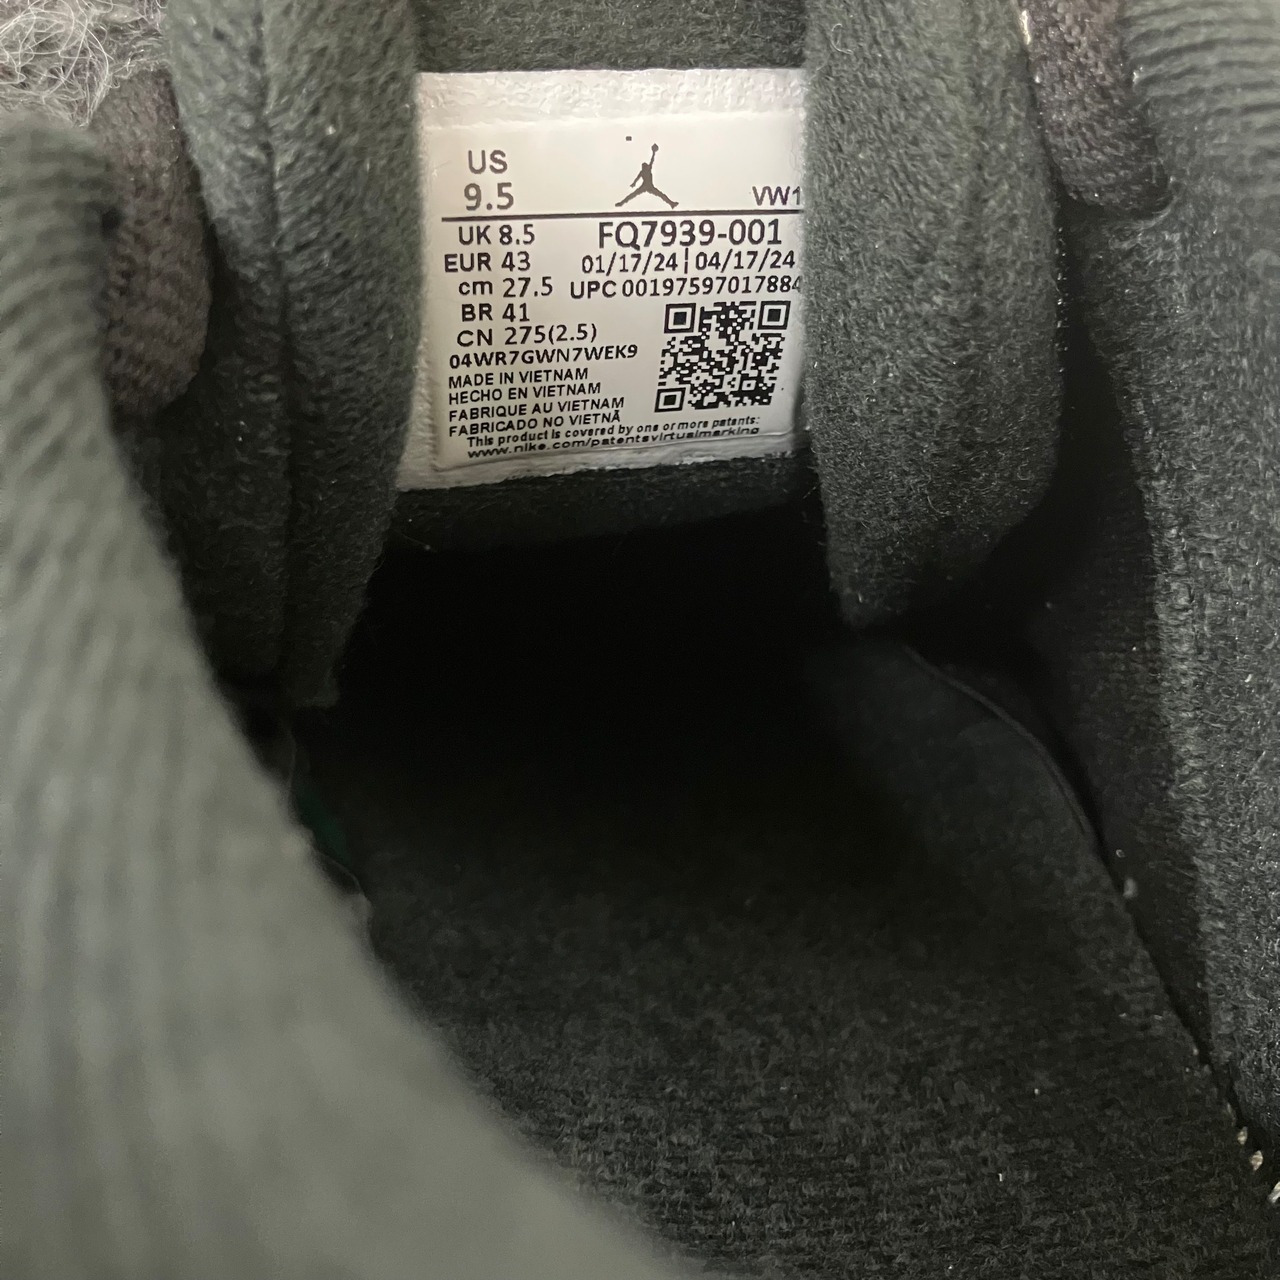 US
9.5
VW1
UK 8.5
FQ7939-001
EUR 43
01/17/24 | 04/17/24
cm 27.5
UPC 00197597017884
BR 41
CN 275(2.5)
04WR7GWN7WEK9
MADE IN VIETNAM
HECHO EN VIETNAM
FABRIQUE AU VIETNAM
FABRICADO NO VIETNÃ
This product is covered by one or more patents:
www.nike.com/patentsvirtualmarking